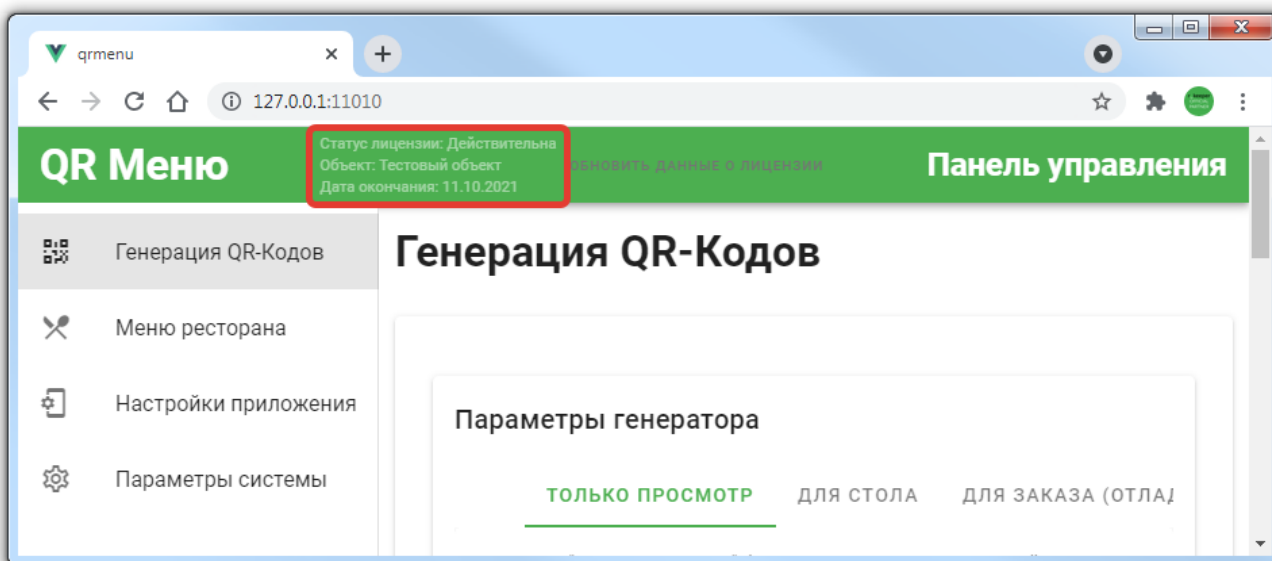 qrmenu
127.0.0.1:11010
QR Меню
Статус лицензии: Действительна
Объект: Тестовый объект
Дата окончания: 11.10.2021
ОБНОВИТЬ ДАННЫЕ О ЛИЦЕНЗИИ
Панель управления
Генерация QR-Кодов
Меню ресторана
Настройки приложения
Параметры системы
Генерация QR-Кодов
Параметры генератора
ТОЛЬКО ПРОСМОТР
ДЛЯ СТОЛА
ДЛЯ ЗАКАЗА (ОТЛАД